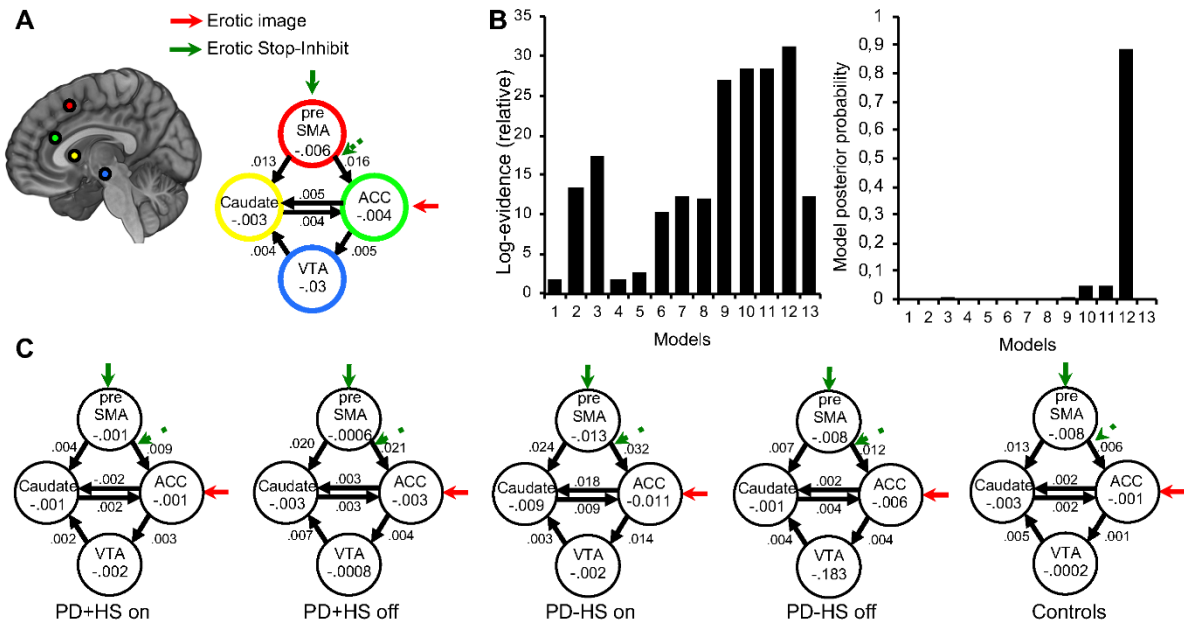 A
Erotic image
Erotic Stop-Inhibit
pre
SMA
-.006
.013
.016
Caudate
-.003
.005
.004
ACC
-.004
.004
.005
VTA
-.03
B
Log-evidence (relative)
35
30
25
20
15
10
5
0
1 2 3 4 5 6 7 8 9 10 11 12 13
Models
Model posterior probability
1
0,9
0,8
0,7
0,6
0,5
0,4
0,3
0,2
0,1
0
1 2 3 4 5 6 7 8 9 10 11 12 13
Models
C
pre
SMA
-.001
.004
.009
Caudate
-.001
-.002
.002
ACC
-.001
.002
.003
VTA
-.002
PD+HS on
pre
SMA
-.0006
.020
.021
Caudate
-.003
.003
.003
ACC
-.003
.007
.004
VTA
-.0008
PD+HS off
pre
SMA
-.013
.024
.032
Caudate
-.009
.018
.009
ACC
-0.011
.003
.014
VTA
-.002
PD-HS on
pre
SMA
-.008
.007
.012
Caudate
-.001
.002
.004
ACC
-.006
.004
.004
VTA
-.183
PD-HS off
pre
SMA
-.008
.013
.006
Caudate
-.003
.002
.002
ACC
-.001
.005
.001
VTA
-.0002
Controls